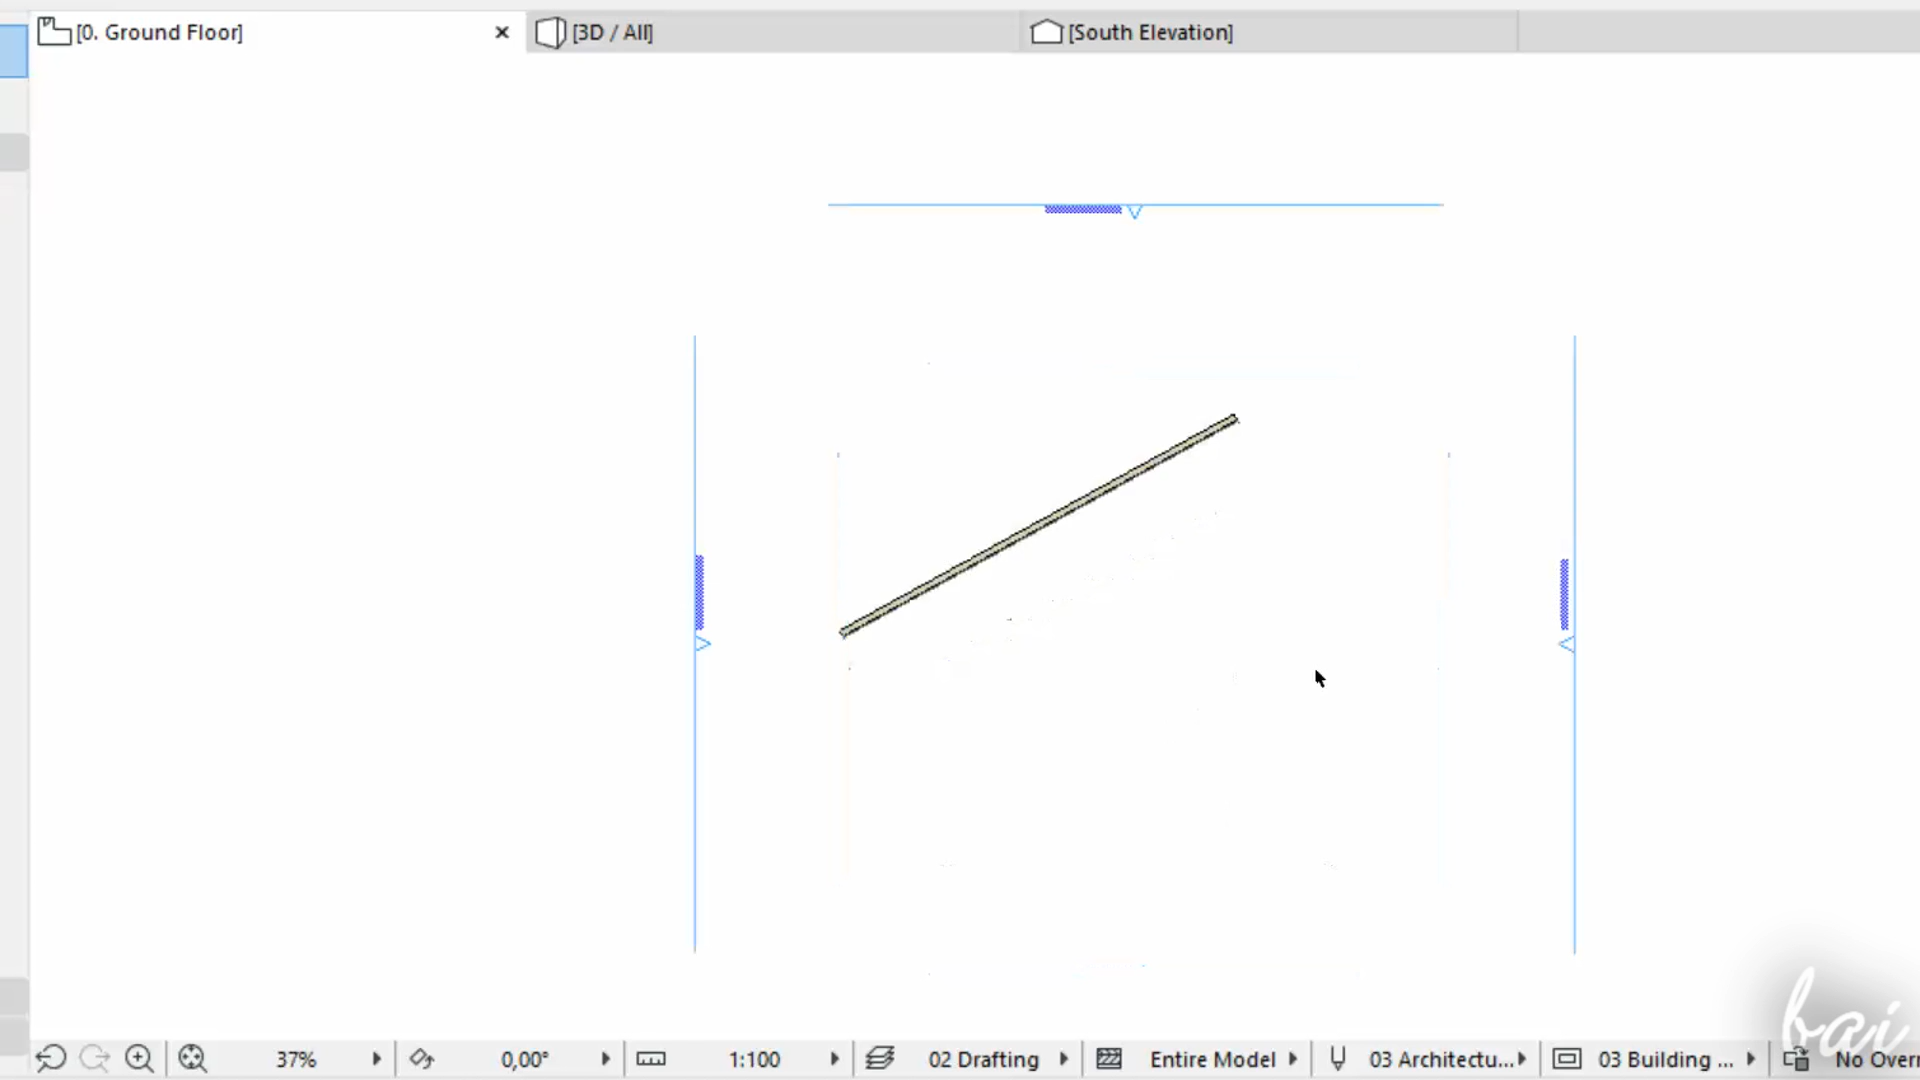 [0. Ground Floor]
[3D / All]
[South Elevation]
37%
0,00°
1:100
02 Drafting
Entire Model
03 Architectu...
03 Building ...
No Overr
bai